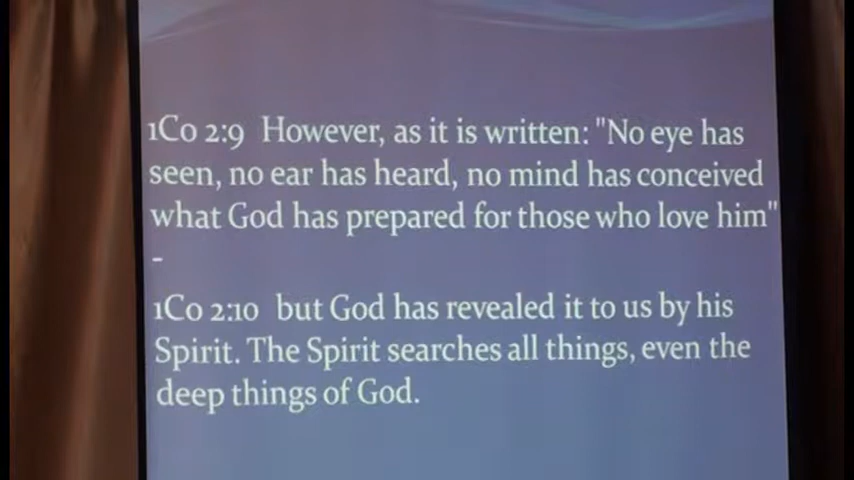 1Co 2:9 However, as it is written: "No eye has
seen, no ear has heard, no mind has conceived
what God has prepared for those who love him"
-
1Co 2:10 but God has revealed it to us by his
Spirit. The Spirit searches all things, even the
deep things of God.